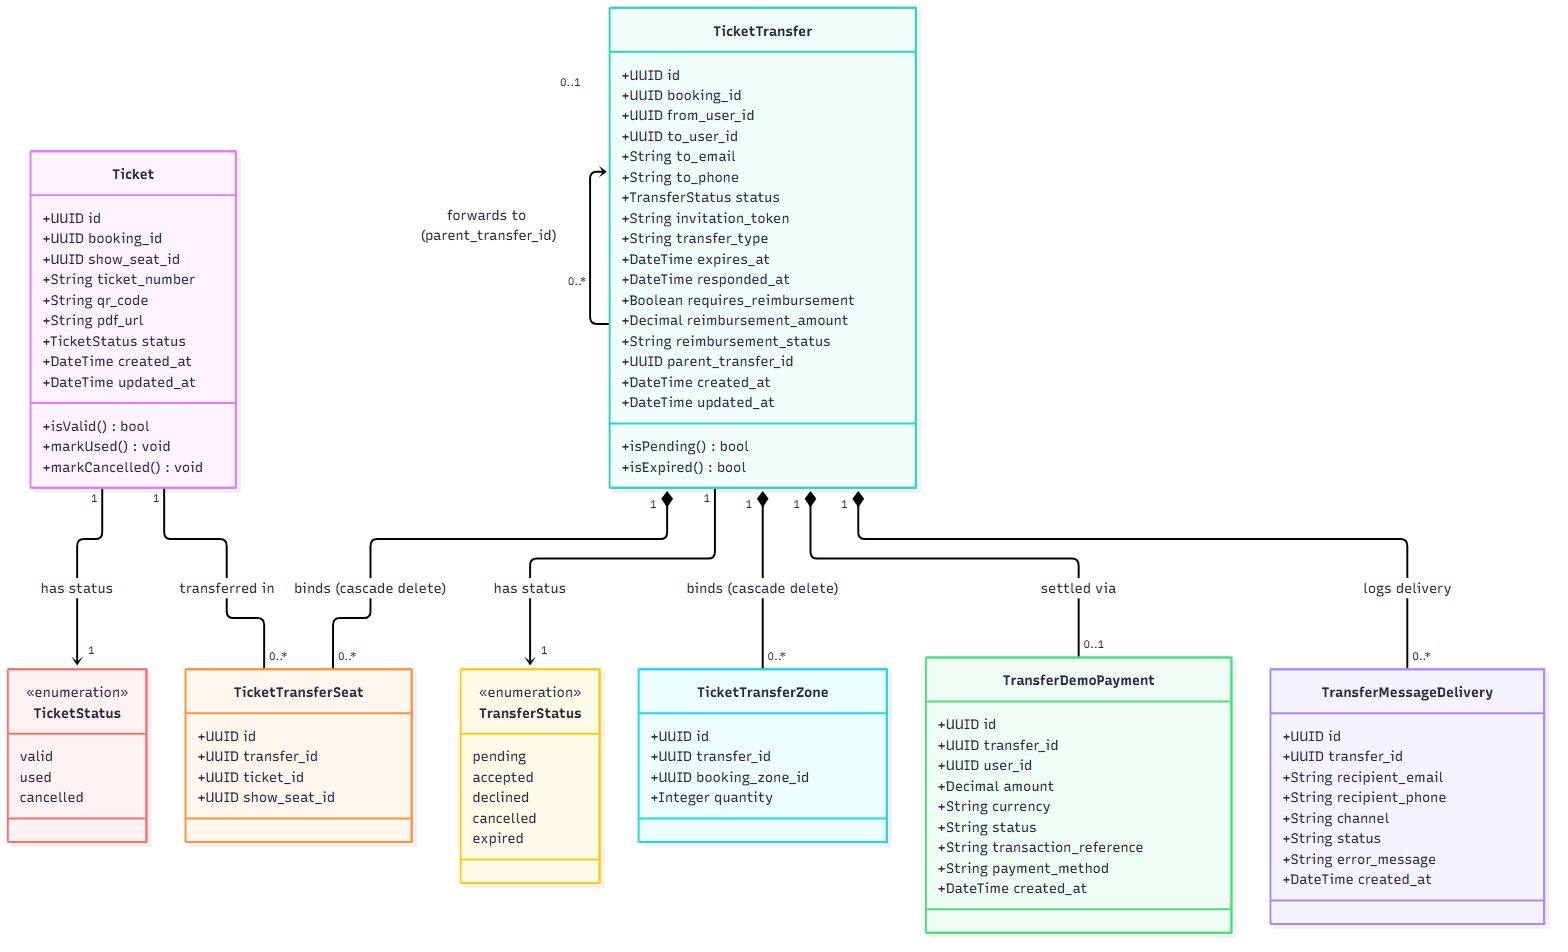 TicketTransfer
+UUID id
+UUID booking_id
+UUID from_user_id
+UUID to_user_id
+String to_email
+String to_phone
+TransferStatus status
+String invitation_token
+String transfer_type
+DateTime expires_at
+DateTime responded_at
+Boolean requires_reimbursement
+Decimal reimbursement_amount
+String reimbursement_status
+UUID parent_transfer_id
+DateTime created_at
+DateTime updated_at
+isPending() : bool
+isExpired() : bool
0..1
forwards to
(parent_transfer_id)
0..*
Ticket
+UUID id
+UUID booking_id
+UUID show_seat_id
+String ticket_number
+String qr_code
+String pdf_url
+TicketStatus status
+DateTime created_at
+DateTime updated_at
+isValid() : bool
+markUsed() : void
+markCancelled() : void
1
1
1
1
1
1
1
has status
transferred in
binds (cascade delete)
has status
binds (cascade delete)
settled via
logs delivery
1
0..*
0..*
1
0..*
0..1
0..*
«enumeration»
TicketStatus
valid
used
cancelled
TicketTransferSeat
+UUID id
+UUID transfer_id
+UUID ticket_id
+UUID show_seat_id
«enumeration»
TransferStatus
pending
accepted
declined
cancelled
expired
TicketTransferZone
+UUID id
+UUID transfer_id
+UUID booking_zone_id
+Integer quantity
TransferDemoPayment
+UUID id
+UUID transfer_id
+UUID user_id
+Decimal amount
+String currency
+String status
+String transaction_reference
+String payment_method
+DateTime created_at
TransferMessageDelivery
+UUID id
+UUID transfer_id
+String recipient_email
+String recipient_phone
+String channel
+String status
+String error_message
+DateTime created_at